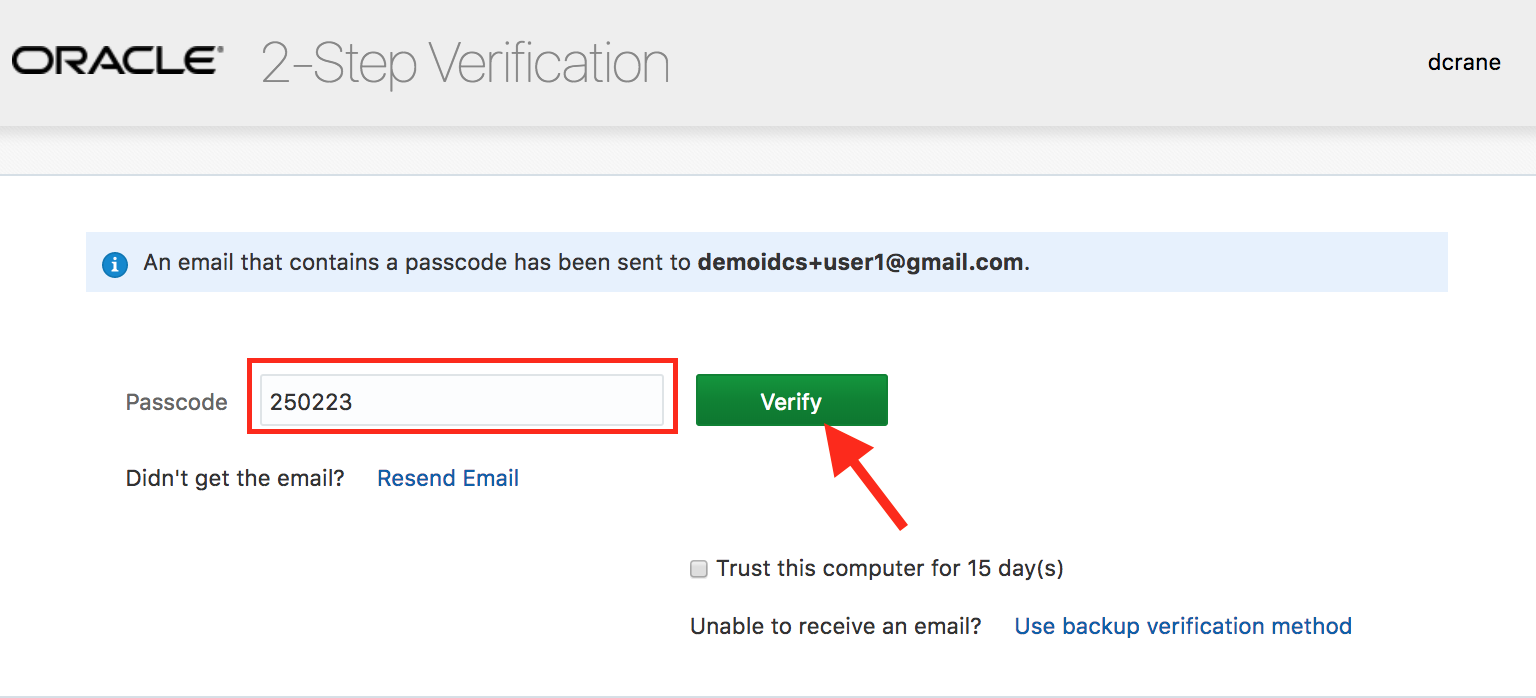 ORACLE® 2-Step Verification dcrane
i An email that contains a passcode has been sent to demoidcs+user1@gmail.com.
Passcode 250223 Verify
Didn't get the email? Resend Email
Trust this computer for 15 day(s)
Unable to receive an email? Use backup verification method